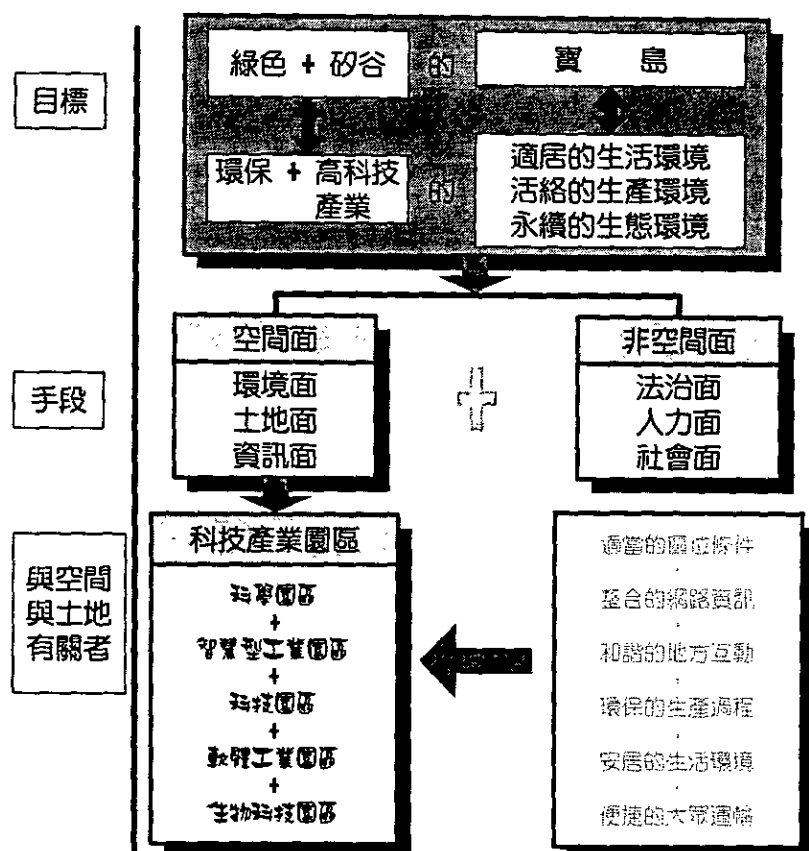 目標
綠色 + 矽谷 的 寶島
環保 + 高科技產業 的
適居的生活環境
活絡的生產環境
永續的生態環境
手段
空間面
環境面
土地面
資訊面
+
非空間面
法治面
人力面
社會面
與空間
與土地
有關者
科技產業園區
園區
+
園區
+
科技園區
+
軟體工業園區
+
生物科技園區
適當的區位條件
整合的網路資訊
和諧的地方互動
環保的生產過程
安居的生活環境
便捷的大眾運輸